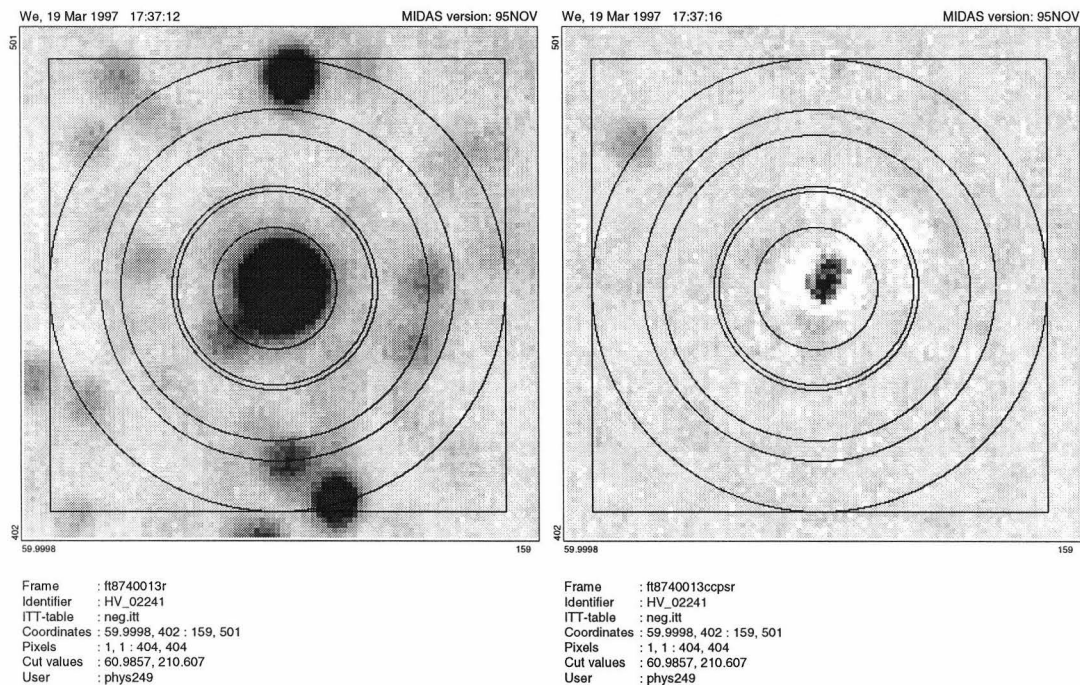 We, 19 Mar 1997 17:37:12 MIDAS version: 95NOV
501
402
59.9998 159
Frame : ft8740013r
Identifier : HV_02241
ITT-table : neg.itt
Coordinates : 59.9998, 402 : 159, 501
Pixels : 1, 1 : 404, 404
Cut values : 60.9857, 210.607
User : phys249
We, 19 Mar 1997 17:37:16 MIDAS version: 95NOV
501
402
59.9998 159
Frame : ft8740013ccpsr
Identifier : HV_02241
ITT-table : neg.itt
Coordinates : 59.9998, 402 : 159, 501
Pixels : 1, 1 : 404, 404
Cut values : 60.9857, 210.607
User : phys249